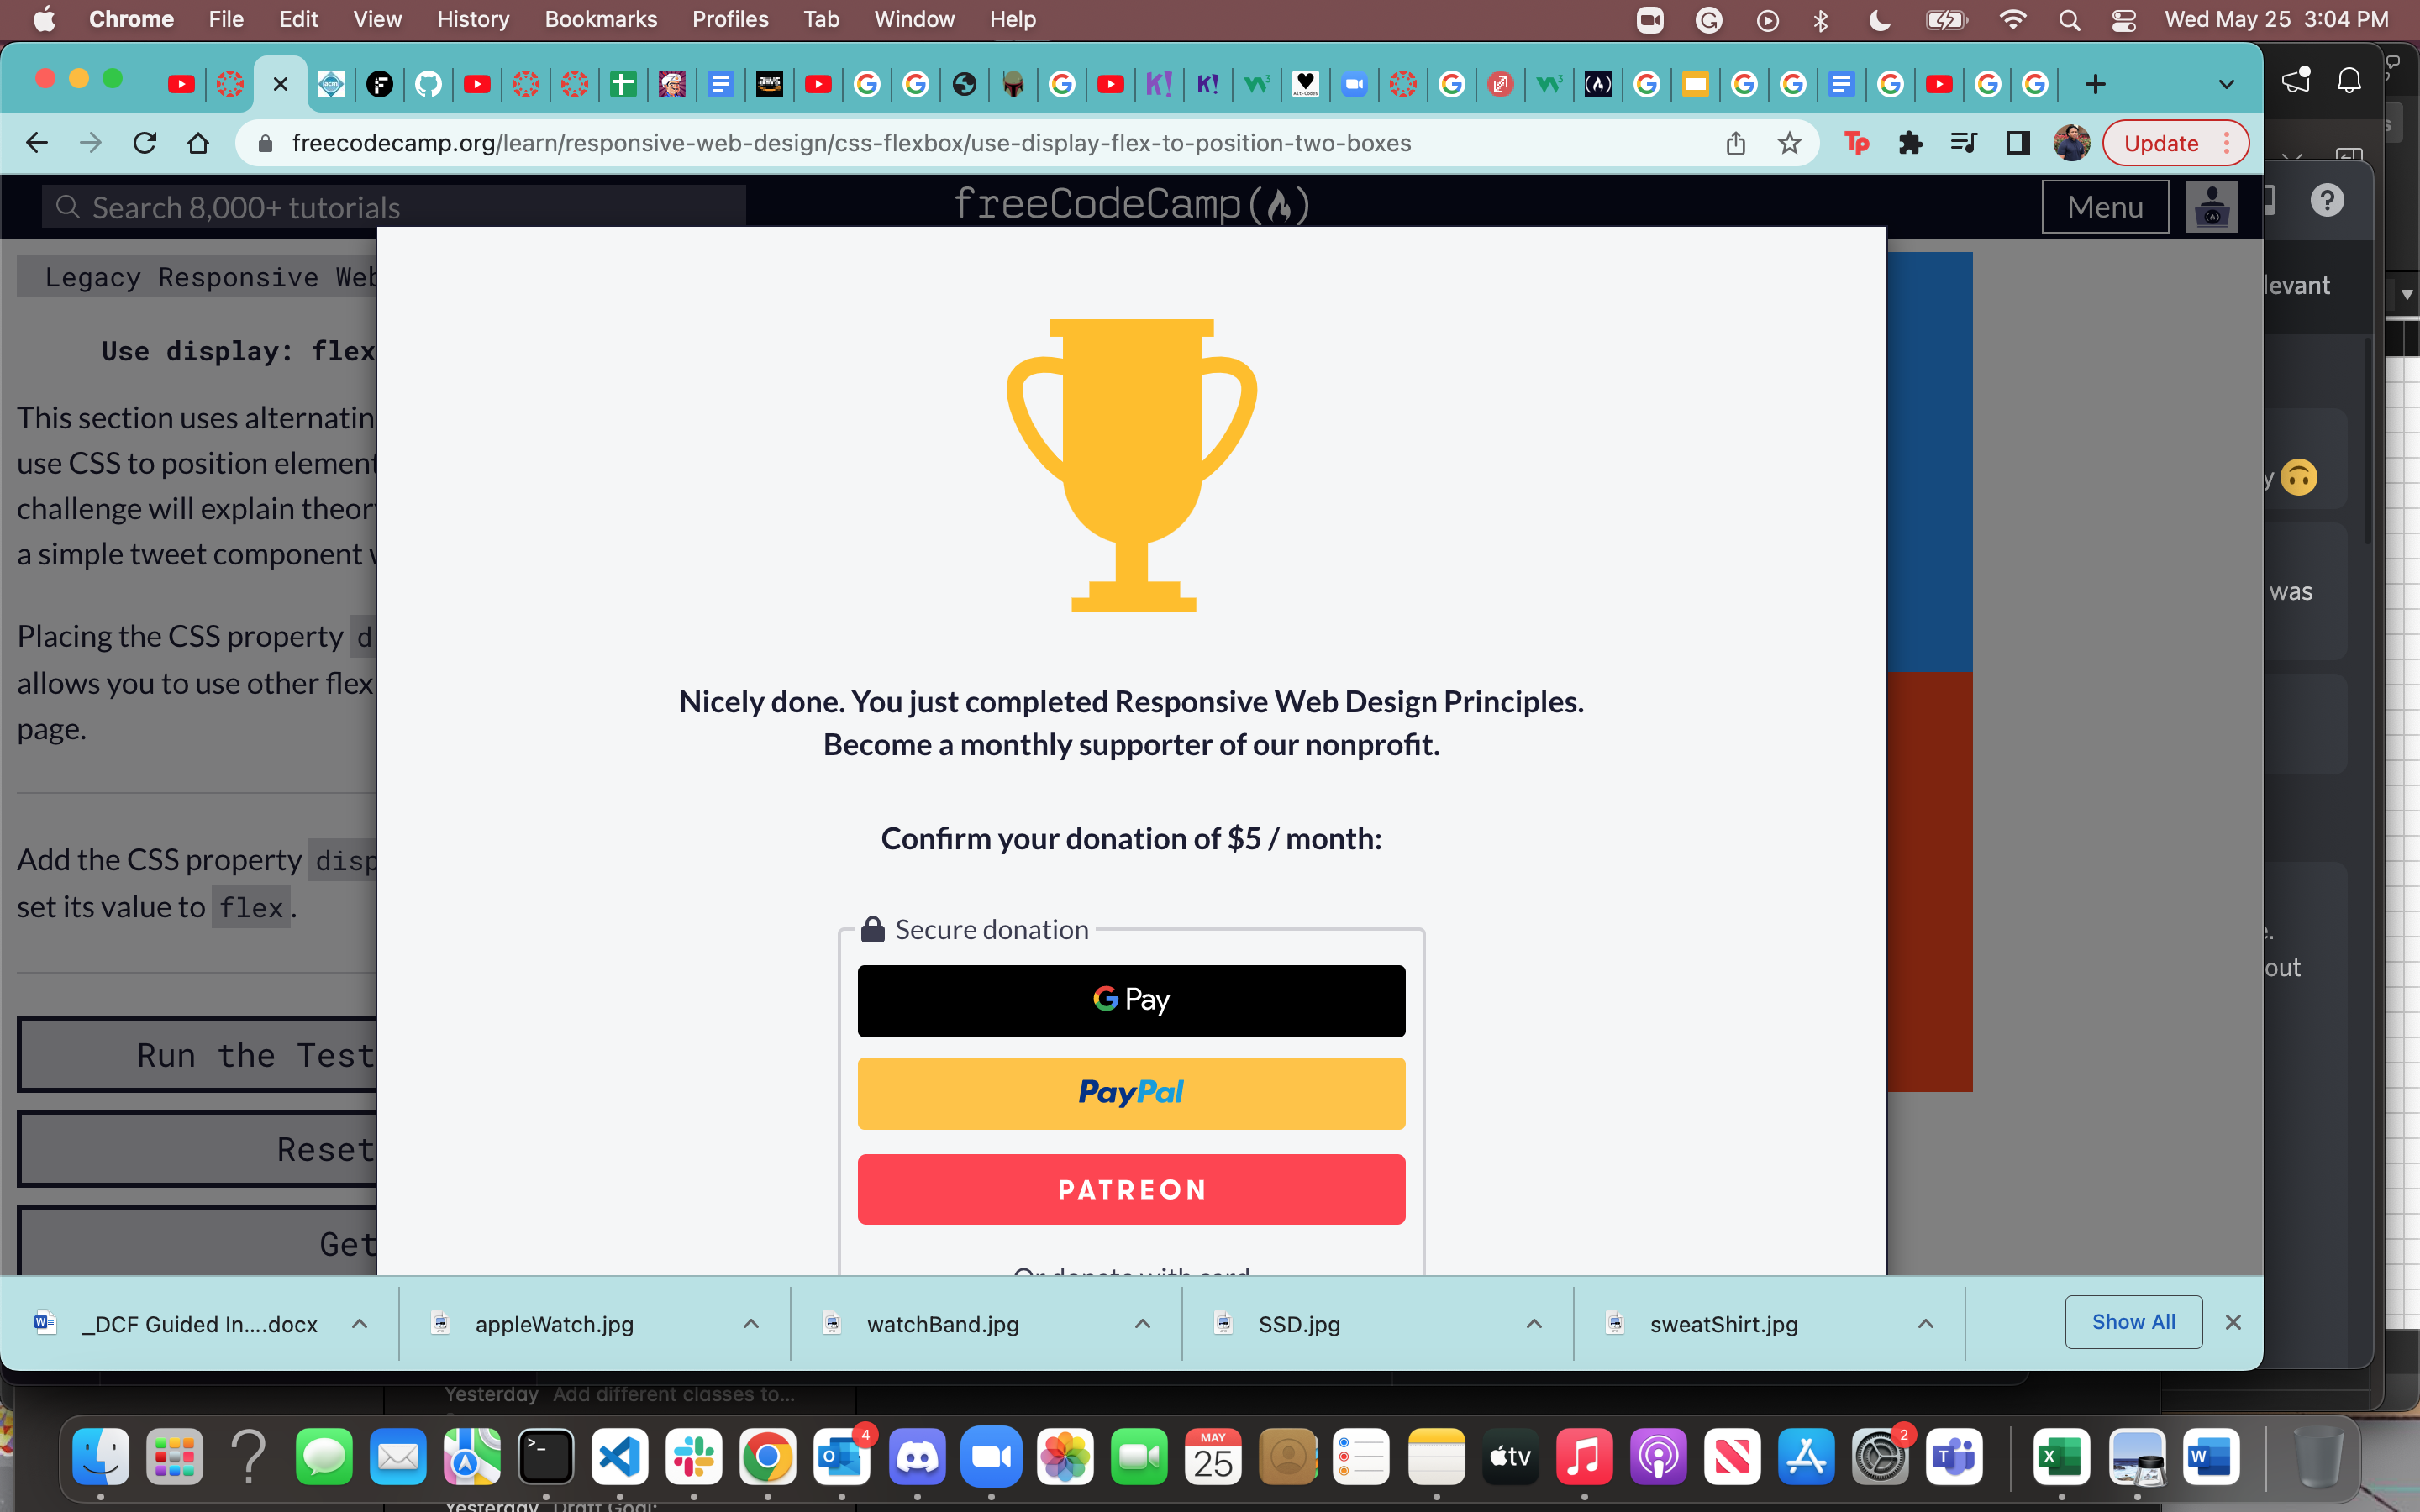 Chrome File Edit View History Bookmarks Profiles Tab Window Help Wed May 25 3:04 PM
freecodecamp.org/learn/responsive-web-design/css-flexbox/use-display-flex-to-position-two-boxes
Tp
Update
Search 8,000+ tutorials
freeCodeCamp
Menu
Legacy Responsive Web
Use display: flex
This section uses alternatin
use CSS to position element
challenge will explain theor
a simple tweet component
Placing the CSS property d
allows you to use other flex
page.
Add the CSS property disp
set its value to flex.
Run the Test
Reset
Get
Nicely done. You just completed Responsive Web Design Principles.
Become a monthly supporter of our nonprofit.
Confirm your donation of $5 / month:
Secure donation
G Pay
PayPal
PATREON
Or donate with card
levant
y
was
out
_DCF Guided In....docx
appleWatch.jpg
watchBand.jpg
SSD.jpg
sweatShirt.jpg
Show All
Yesterday Add different classes to...
4
MAY
25
tv
2
Yesterday Draft Goal: